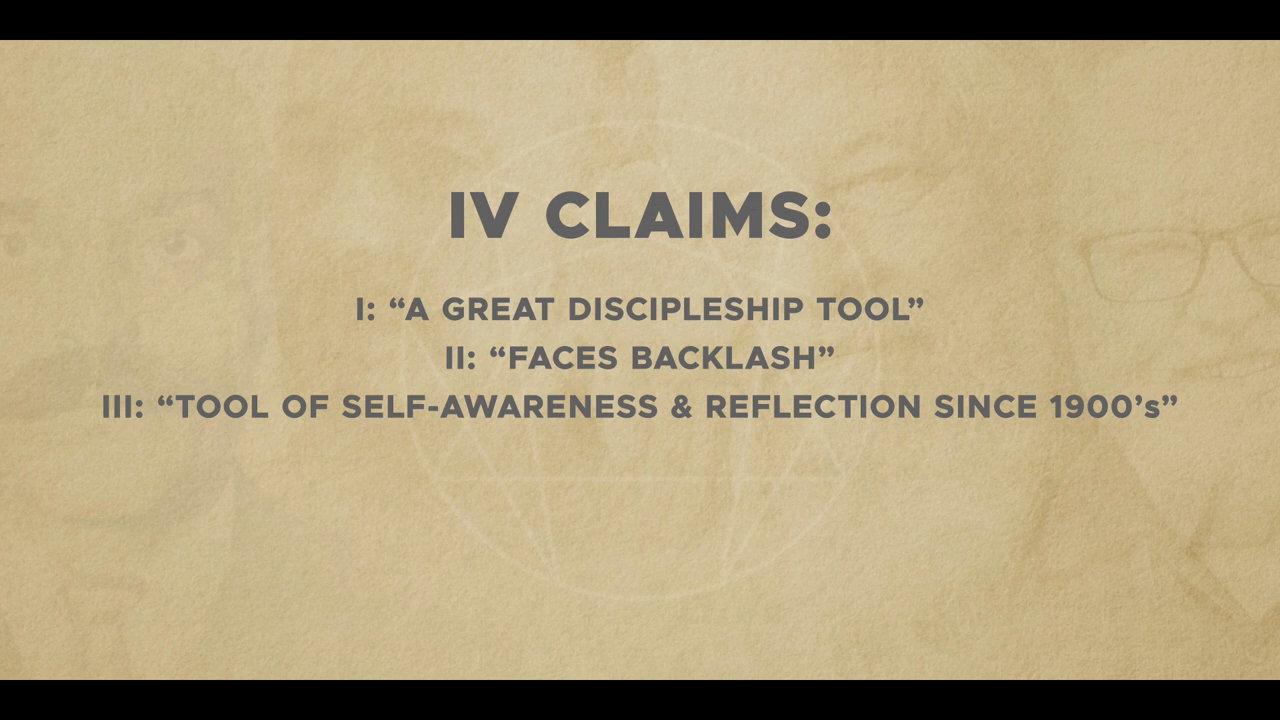 IV CLAIMS:
I: “A GREAT DISCIPLESHIP TOOL”
II: “FACES BACKLASH”
III: “TOOL OF SELF-AWARENESS & REFLECTION SINCE 1900’s”